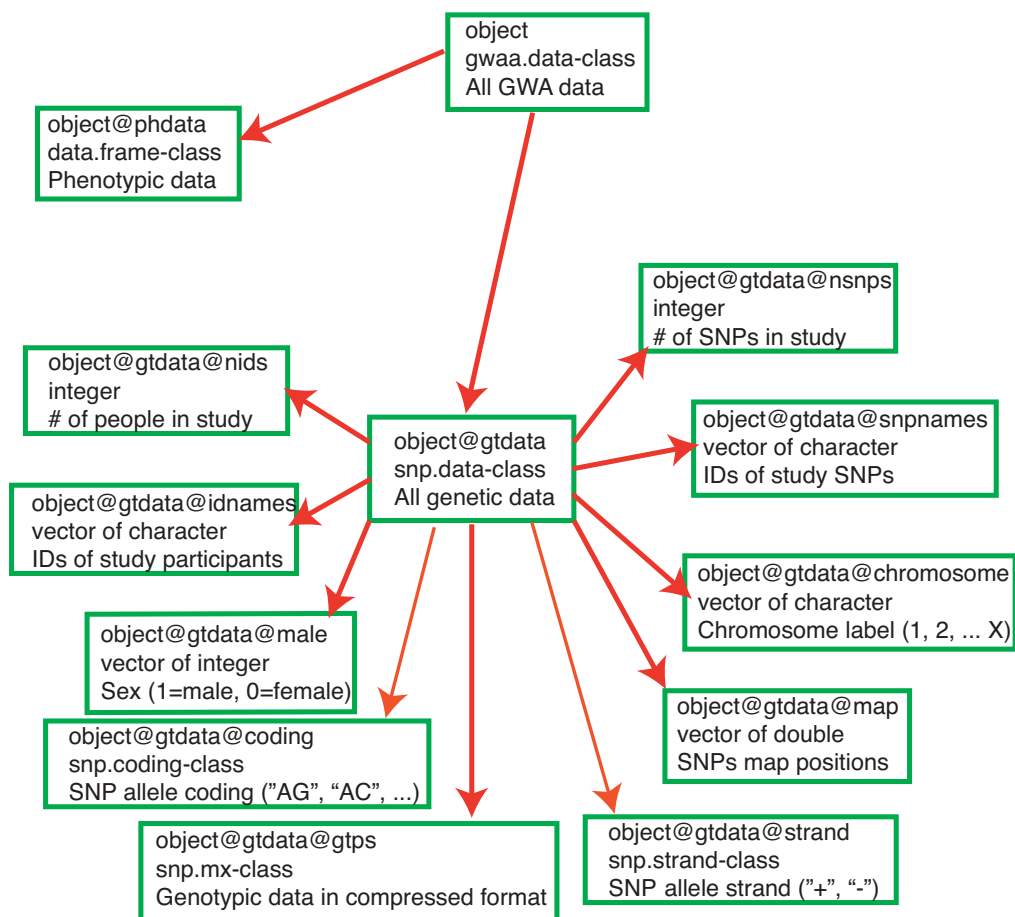 object
gwaa.data-class
All GWA data
object@phdata
data.frame-class
Phenotypic data
object@gtdata@nsnps
integer
# of SNPs in study
object@gtdata@nids
integer
# of people in study
object@gtdata
snp.data-class
All genetic data
object@gtdata@snpnames
vector of character
IDs of study SNPs
object@gtdata@idnames
vector of character
IDs of study participants
object@gtdata@chromosome
vector of character
Chromosome label (1, 2, ... X)
object@gtdata@male
vector of integer
Sex (1=male, 0=female)
object@gtdata@map
vector of double
SNPs map positions
object@gtdata@coding
snp.coding-class
SNP allele coding (”AG”, “AC”, ...)
object@gtdata@gtps
snp.mx-class
Genotypic data in compressed format
object@gtdata@strand
snp.strand-class
SNP allele strand (”+”, “-”)